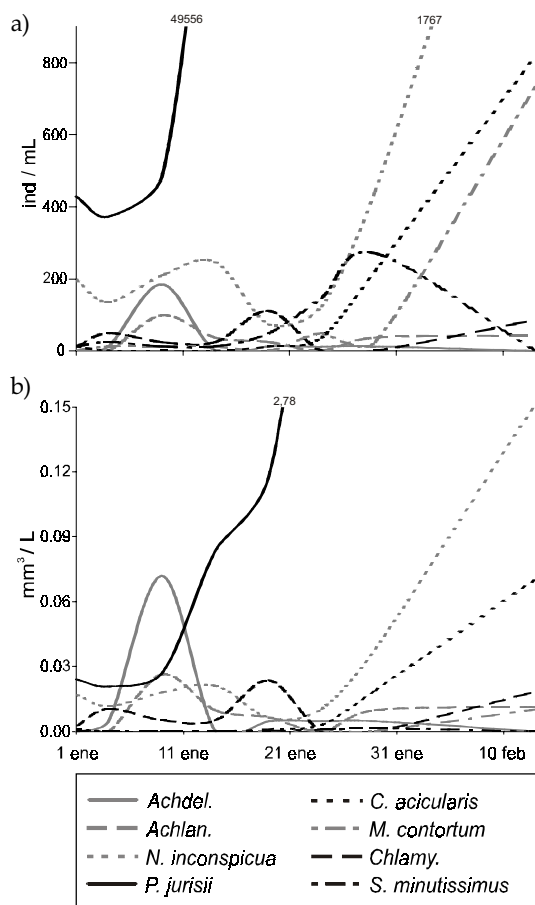 a)
49556 1767
800
600
400
200
0
ind / mL
b)
2,78
0.15
0.12
0.09
0.06
0.03
0.00
mm³ / L
1 ene 11 ene 21 ene 31 ene 10 feb
Achdel. C. acicularis
Achlan. M. contortum
N. inconspicua Chlamy.
P. jurisii S. minutissimus